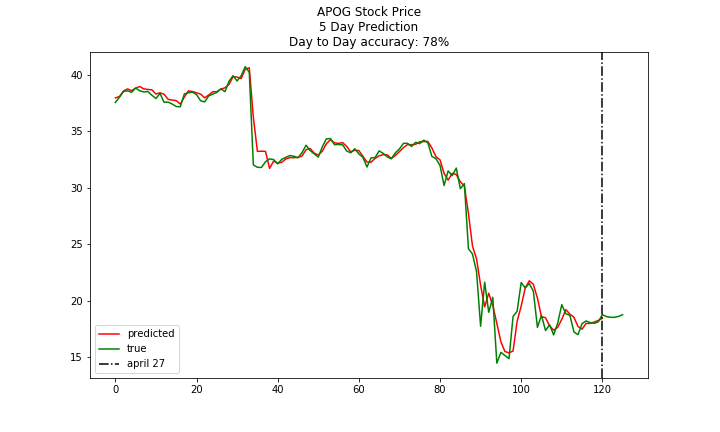 APOG Stock Price
5 Day Prediction
Day to Day accuracy: 78%
40
35
30
25
20
15
predicted
true
april 27
0 20 40 60 80 100 120